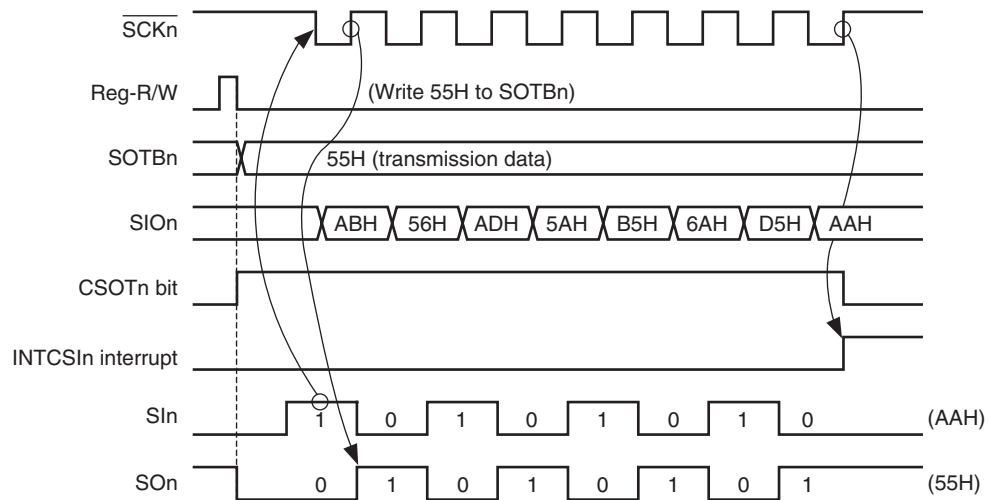 SCKn
Reg-R/W (Write 55H to SOTBn)
SOTBn 55H (transmission data)
SIOn ABH 56H ADH 5AH B5H 6AH D5H AAH
CSOTn bit
INTCSIn interrupt
SIn 1 0 1 0 1 0 1 0 (AAH)
SOn 0 1 0 1 0 1 0 1 (55H)